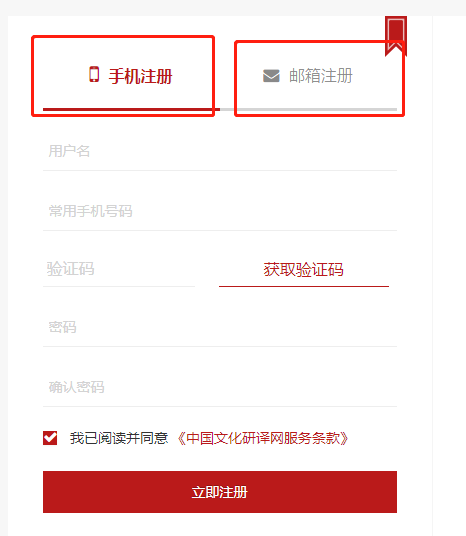 手机注册 邮箱注册
用户名
常用手机号码
验证码 获取验证码
密码
确认密码
我已阅读并同意 《中国文化研译网服务条款》
立即注册